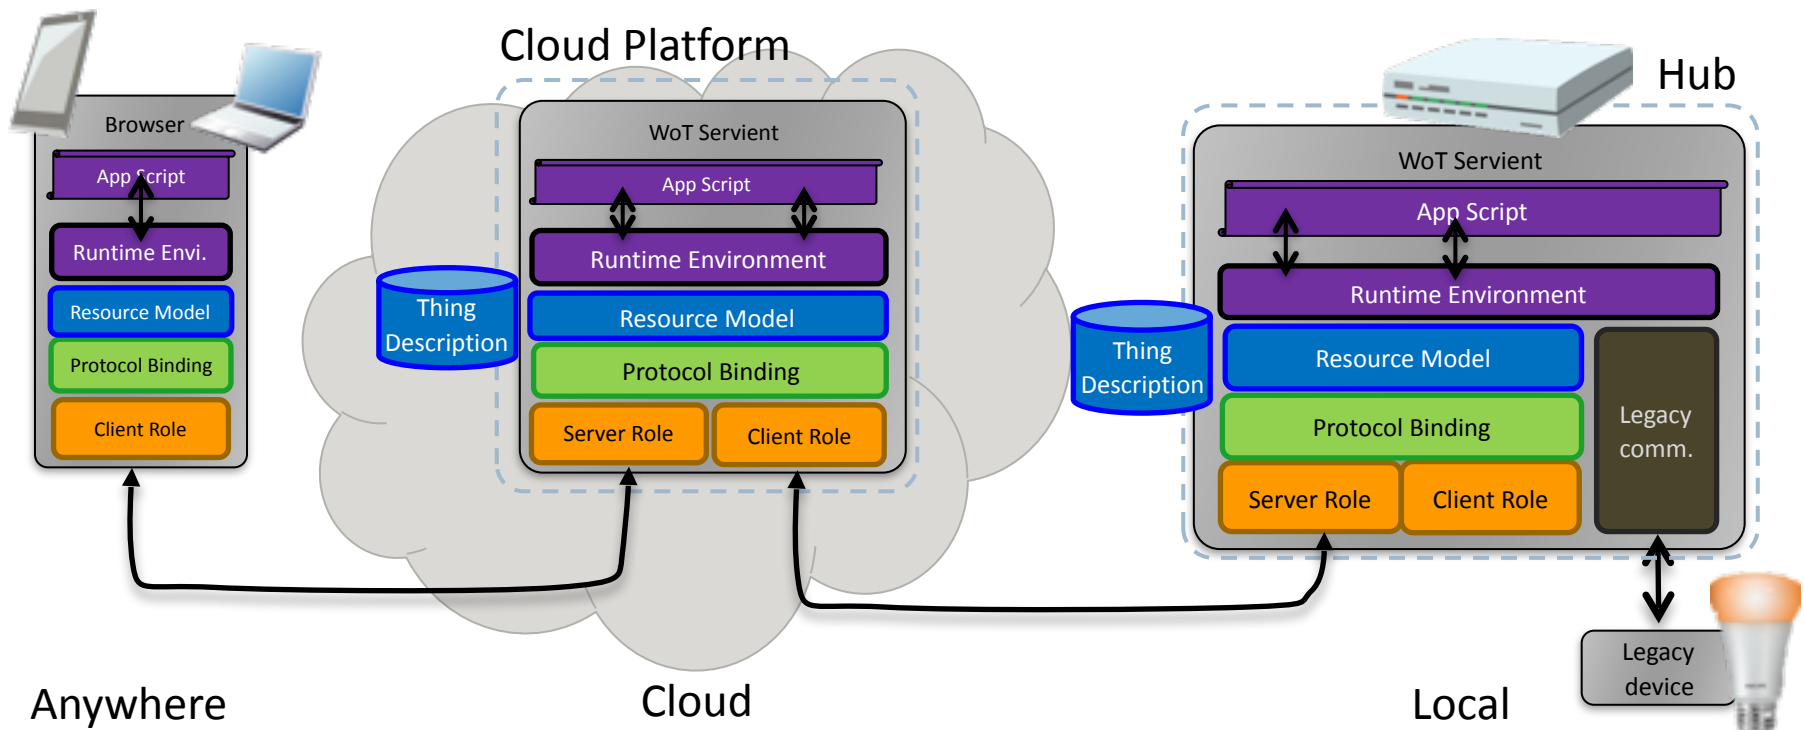 Cloud Platform
Hub
Browser
App Script
Runtime Envi.
Resource Model
Protocol Binding
Client Role
WoT Servient
App Script
Runtime Environment
Thing
Description
Resource Model
Protocol Binding
Server Role
Client Role
WoT Servient
App Script
Runtime Environment
Thing
Description
Resource Model
Protocol Binding
Server Role
Client Role
Legacy
comm.
Legacy
device
Anywhere
Cloud
Local